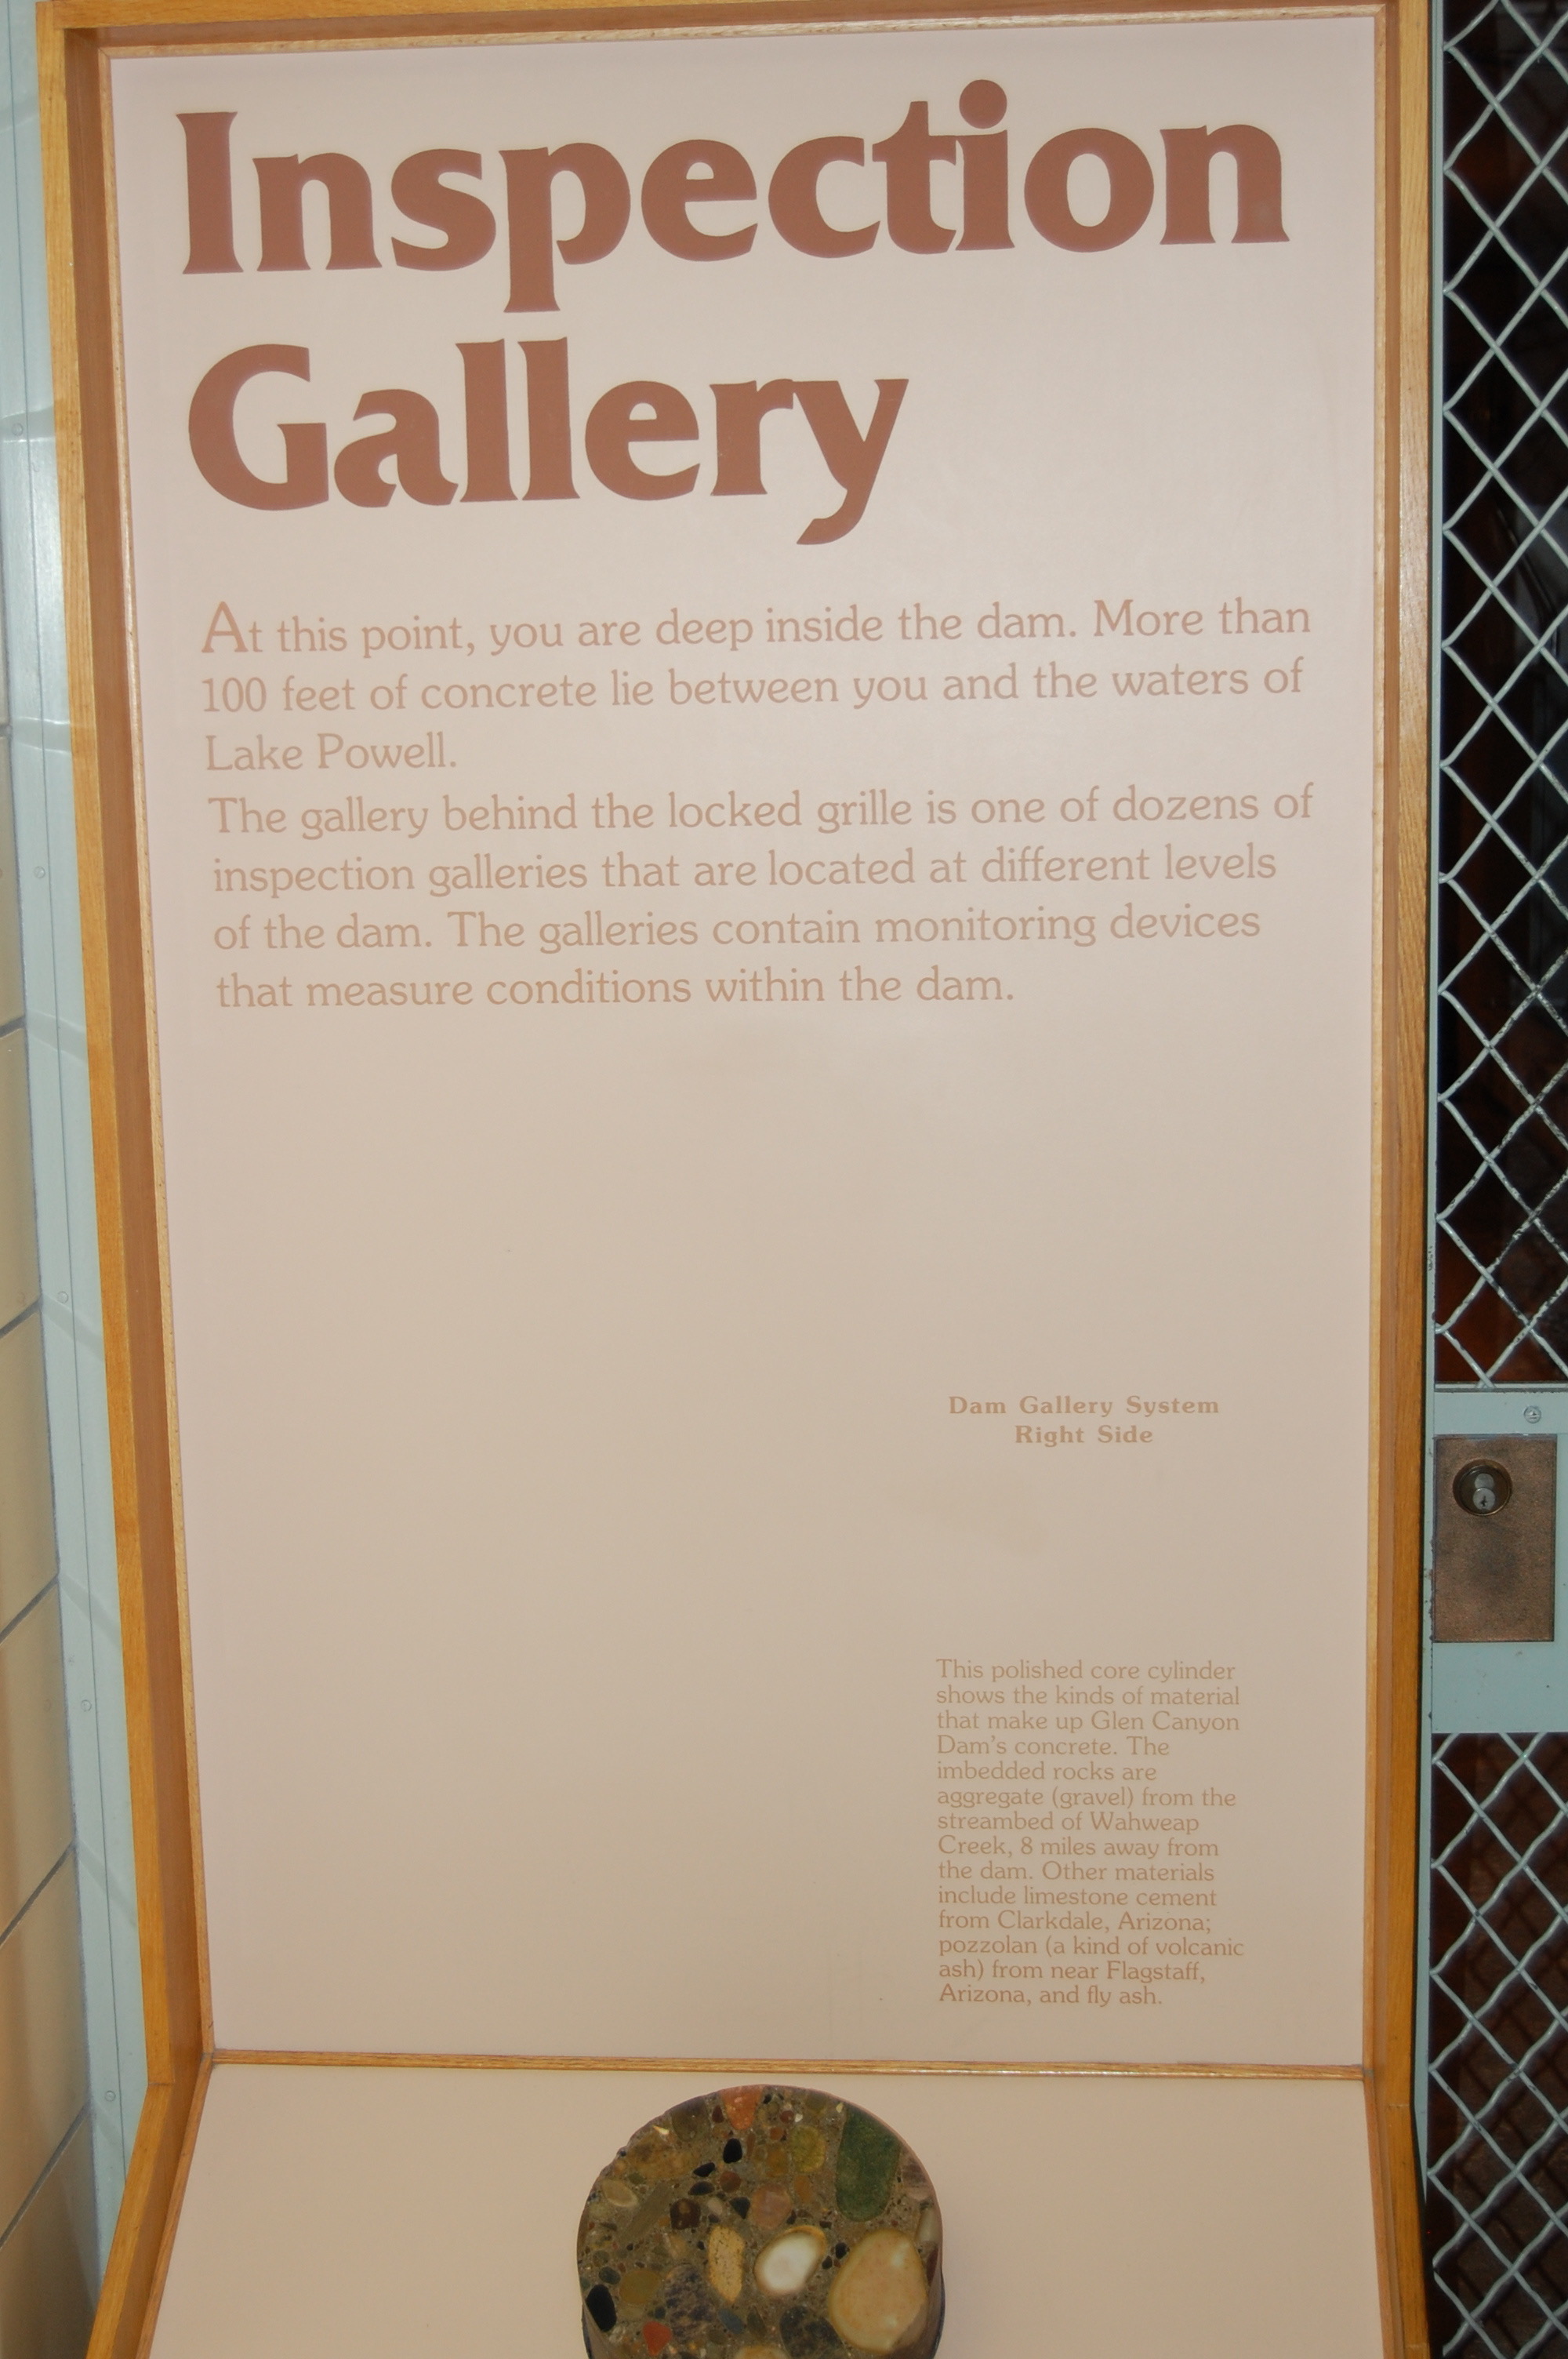 Inspection
Gallery
At this point, you are deep inside the dam. More than
100 feet of concrete lie between you and the waters of
Lake Powell.
The gallery behind the locked grille is one of dozens of
inspection galleries that are located at different levels
of the dam. The galleries contain monitoring devices
that measure conditions within the dam.
Dam Gallery System
Right Side
This polished core cylinder
shows the kinds of material
that make up Glen Canyon
Dam's concrete. The
imbedded rocks are
aggregate (gravel) from the
streambed of Wahweap
Creek, 8 miles away from
the dam. Other materials
include limestone cement
from Clarkdale, Arizona;
pozzolan (a kind of volcanic
ash) from near Flagstaff,
Arizona, and fly ash.